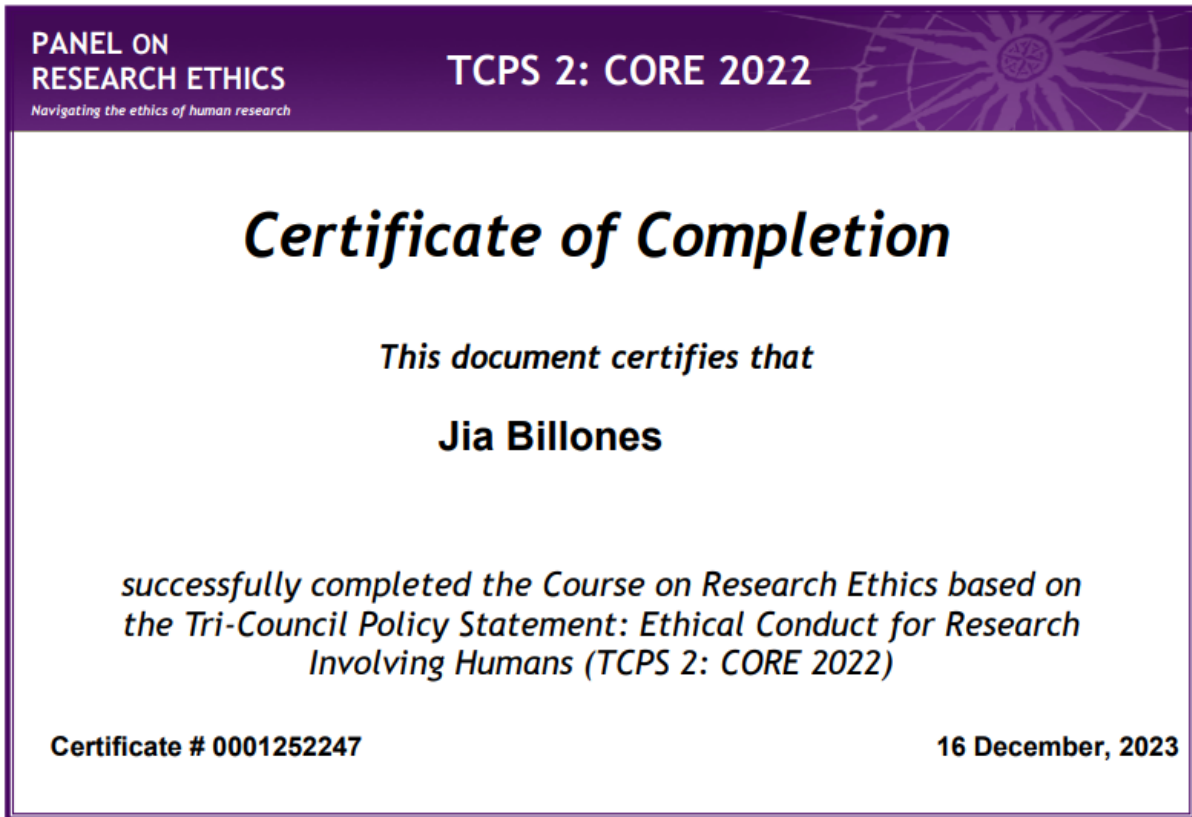 PANEL ON
RESEARCH ETHICS
Navigating the ethics of human research
TCPS 2: CORE 2022
Certificate of Completion
This document certifies that
Jia Billones
successfully completed the Course on Research Ethics based on
the Tri-Council Policy Statement: Ethical Conduct for Research
Involving Humans (TCPS 2: CORE 2022)
Certificate # 0001252247
16 December, 2023